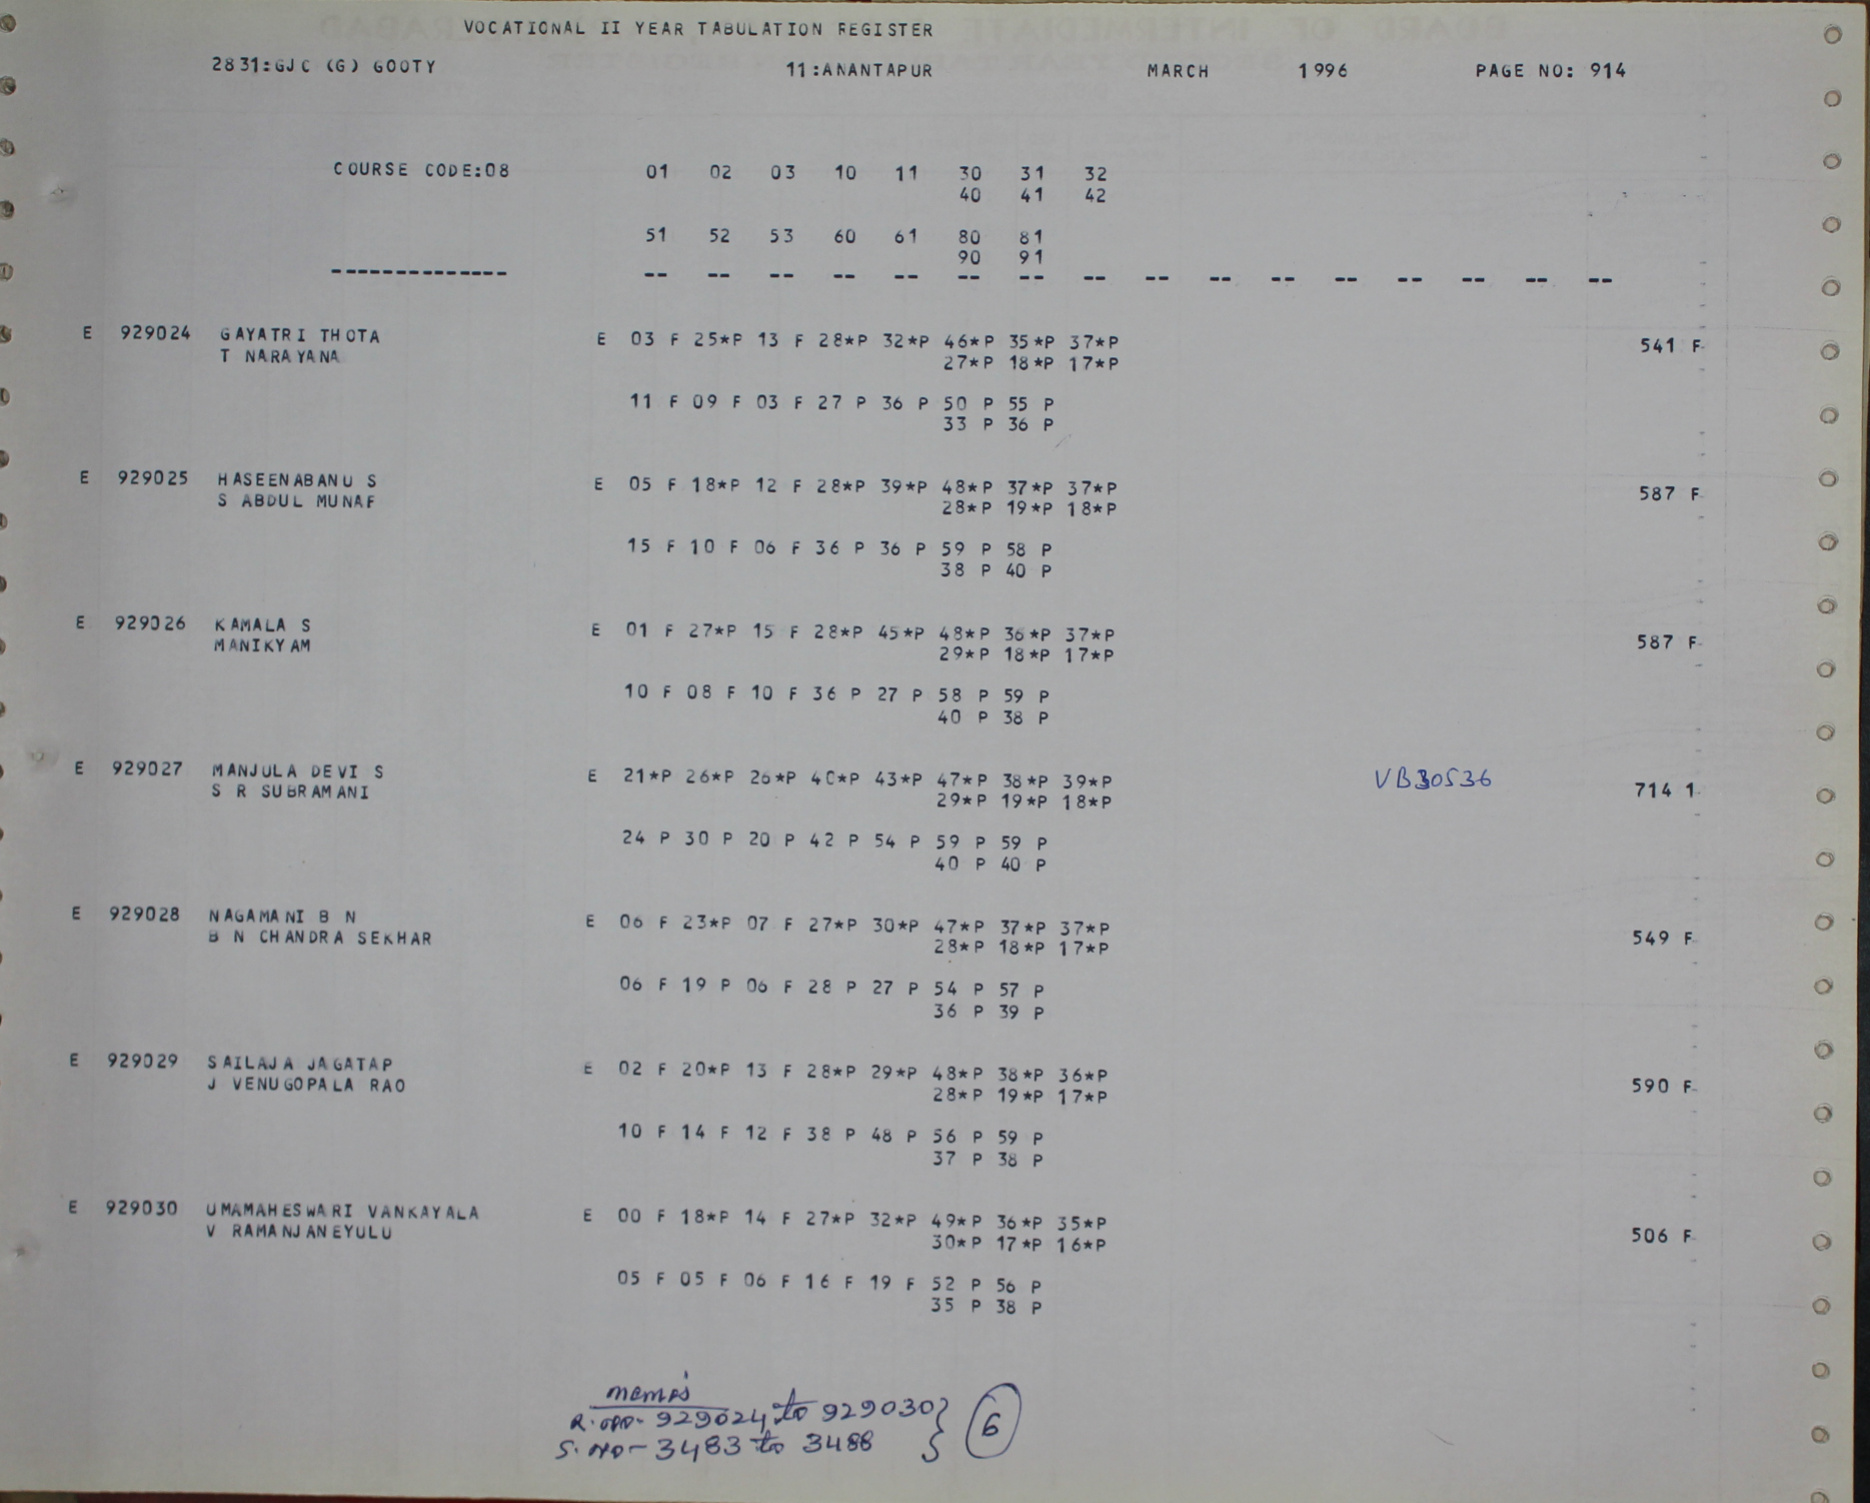 VOCATIONAL II YEAR TABULATION REGISTER
2831:GJC (G) GOOTY 11:ANANTAPUR MARCH 1996 PAGE NO: 914
COURSE CODE:08 01 02 03 10 11 30 31 32
40 41 42
51 52 53 60 61 80 81
90 91
-------------- -- -- -- -- -- -- -- -- -- -- -- -- -- -- -- --
E 929024 GAYATRI THOTA E 03 F 25*P 13 F 28*P 32*P 46*P 35*P 37*P 541 F
T NARAYANA 27*P 18*P 17*P
11 F 09 F 03 F 27 P 36 P 50 P 55 P
33 P 36 P
E 929025 HASEENABANU S E 05 F 18*P 12 F 28*P 39*P 48*P 37*P 37*P 587 F
S ABDUL MUNAF 28*P 19*P 18*P
15 F 10 F 06 F 36 P 36 P 59 P 58 P
38 P 40 P
E 929026 KAMALA S E 01 F 27*P 15 F 28*P 45*P 48*P 36*P 37*P 587 F
MANIKYAM 29*P 18*P 17*P
10 F 08 F 10 F 36 P 27 P 58 P 59 P
40 P 38 P
E 929027 MANJULA DEVI S E 21*P 26*P 26*P 40*P 43*P 47*P 38*P 39*P VB30536 714 1
S R SUBRAMANI 29*P 19*P 18*P
24 P 30 P 20 P 42 P 54 P 59 P 59 P
40 P 40 P
E 929028 NAGAMANI B N E 06 F 23*P 07 F 27*P 30*P 47*P 37*P 37*P 549 F
B N CHANDRA SEKHAR 28*P 18*P 17*P
06 F 19 P 06 F 28 P 27 P 54 P 57 P
36 P 39 P
E 929029 SAILAJA JAGATAP E 02 F 20*P 13 F 28*P 29*P 48*P 38*P 36*P 590 F
J VENUGOPALA RAO 28*P 19*P 17*P
10 F 14 F 12 F 38 P 48 P 56 P 59 P
37 P 38 P
E 929030 UMAMAHESWARI VANKAYALA E 00 F 18*P 14 F 27*P 32*P 49*P 36*P 35*P 506 F
V RAMANJANEYULU 30*P 17*P 16*P
05 F 05 F 06 F 16 F 19 F 52 P 56 P
35 P 38 P
memos
929024 to 929030 } 6
S. no - 3483 to 3488